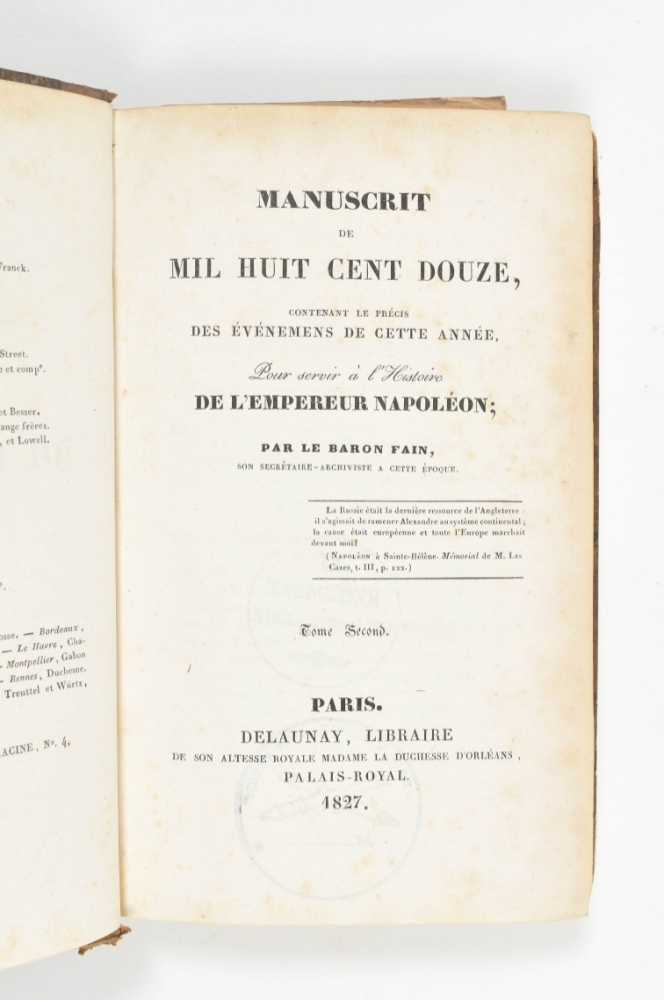 Franck.
Street.
e et comp°.
et Besser.
ange frères.
, et Lowell.
osse. — Bordeaux,
— Le Havre, Cha-
- Montpellier, Gabon
- Rennes, Duchesne.
Treuttel et Würtz,
RACINE, N°. 4,
MANUSCRIT
DE
MIL HUIT CENT DOUZE,
CONTENANT LE PRÉCIS
DES ÉVÉNEMENS DE CETTE ANNÉE,
Pour servir à l'Histoire
DE L'EMPEREUR NAPOLÉON;
PAR LE BARON FAIN,
SON SECRÉTAIRE-ARCHIVISTE A CETTE ÉPOQUE.
La Russie était la dernière ressource de l'Angleterre :
il s'agissait de ramener Alexandre au système continental;
la cause était européenne et toute l'Europe marchait
devant moi!
(NAPOLÉON à Sainte-Hélène. Mémorial de M. Las
Cazes, t. III, p. 122.)
Tome Second.
PARIS.
DELAUNAY, LIBRAIRE
DE SON ALTESSE ROYALE MADAME LA DUCHESSE D'ORLÉANS,
PALAIS-ROYAL.
1827.